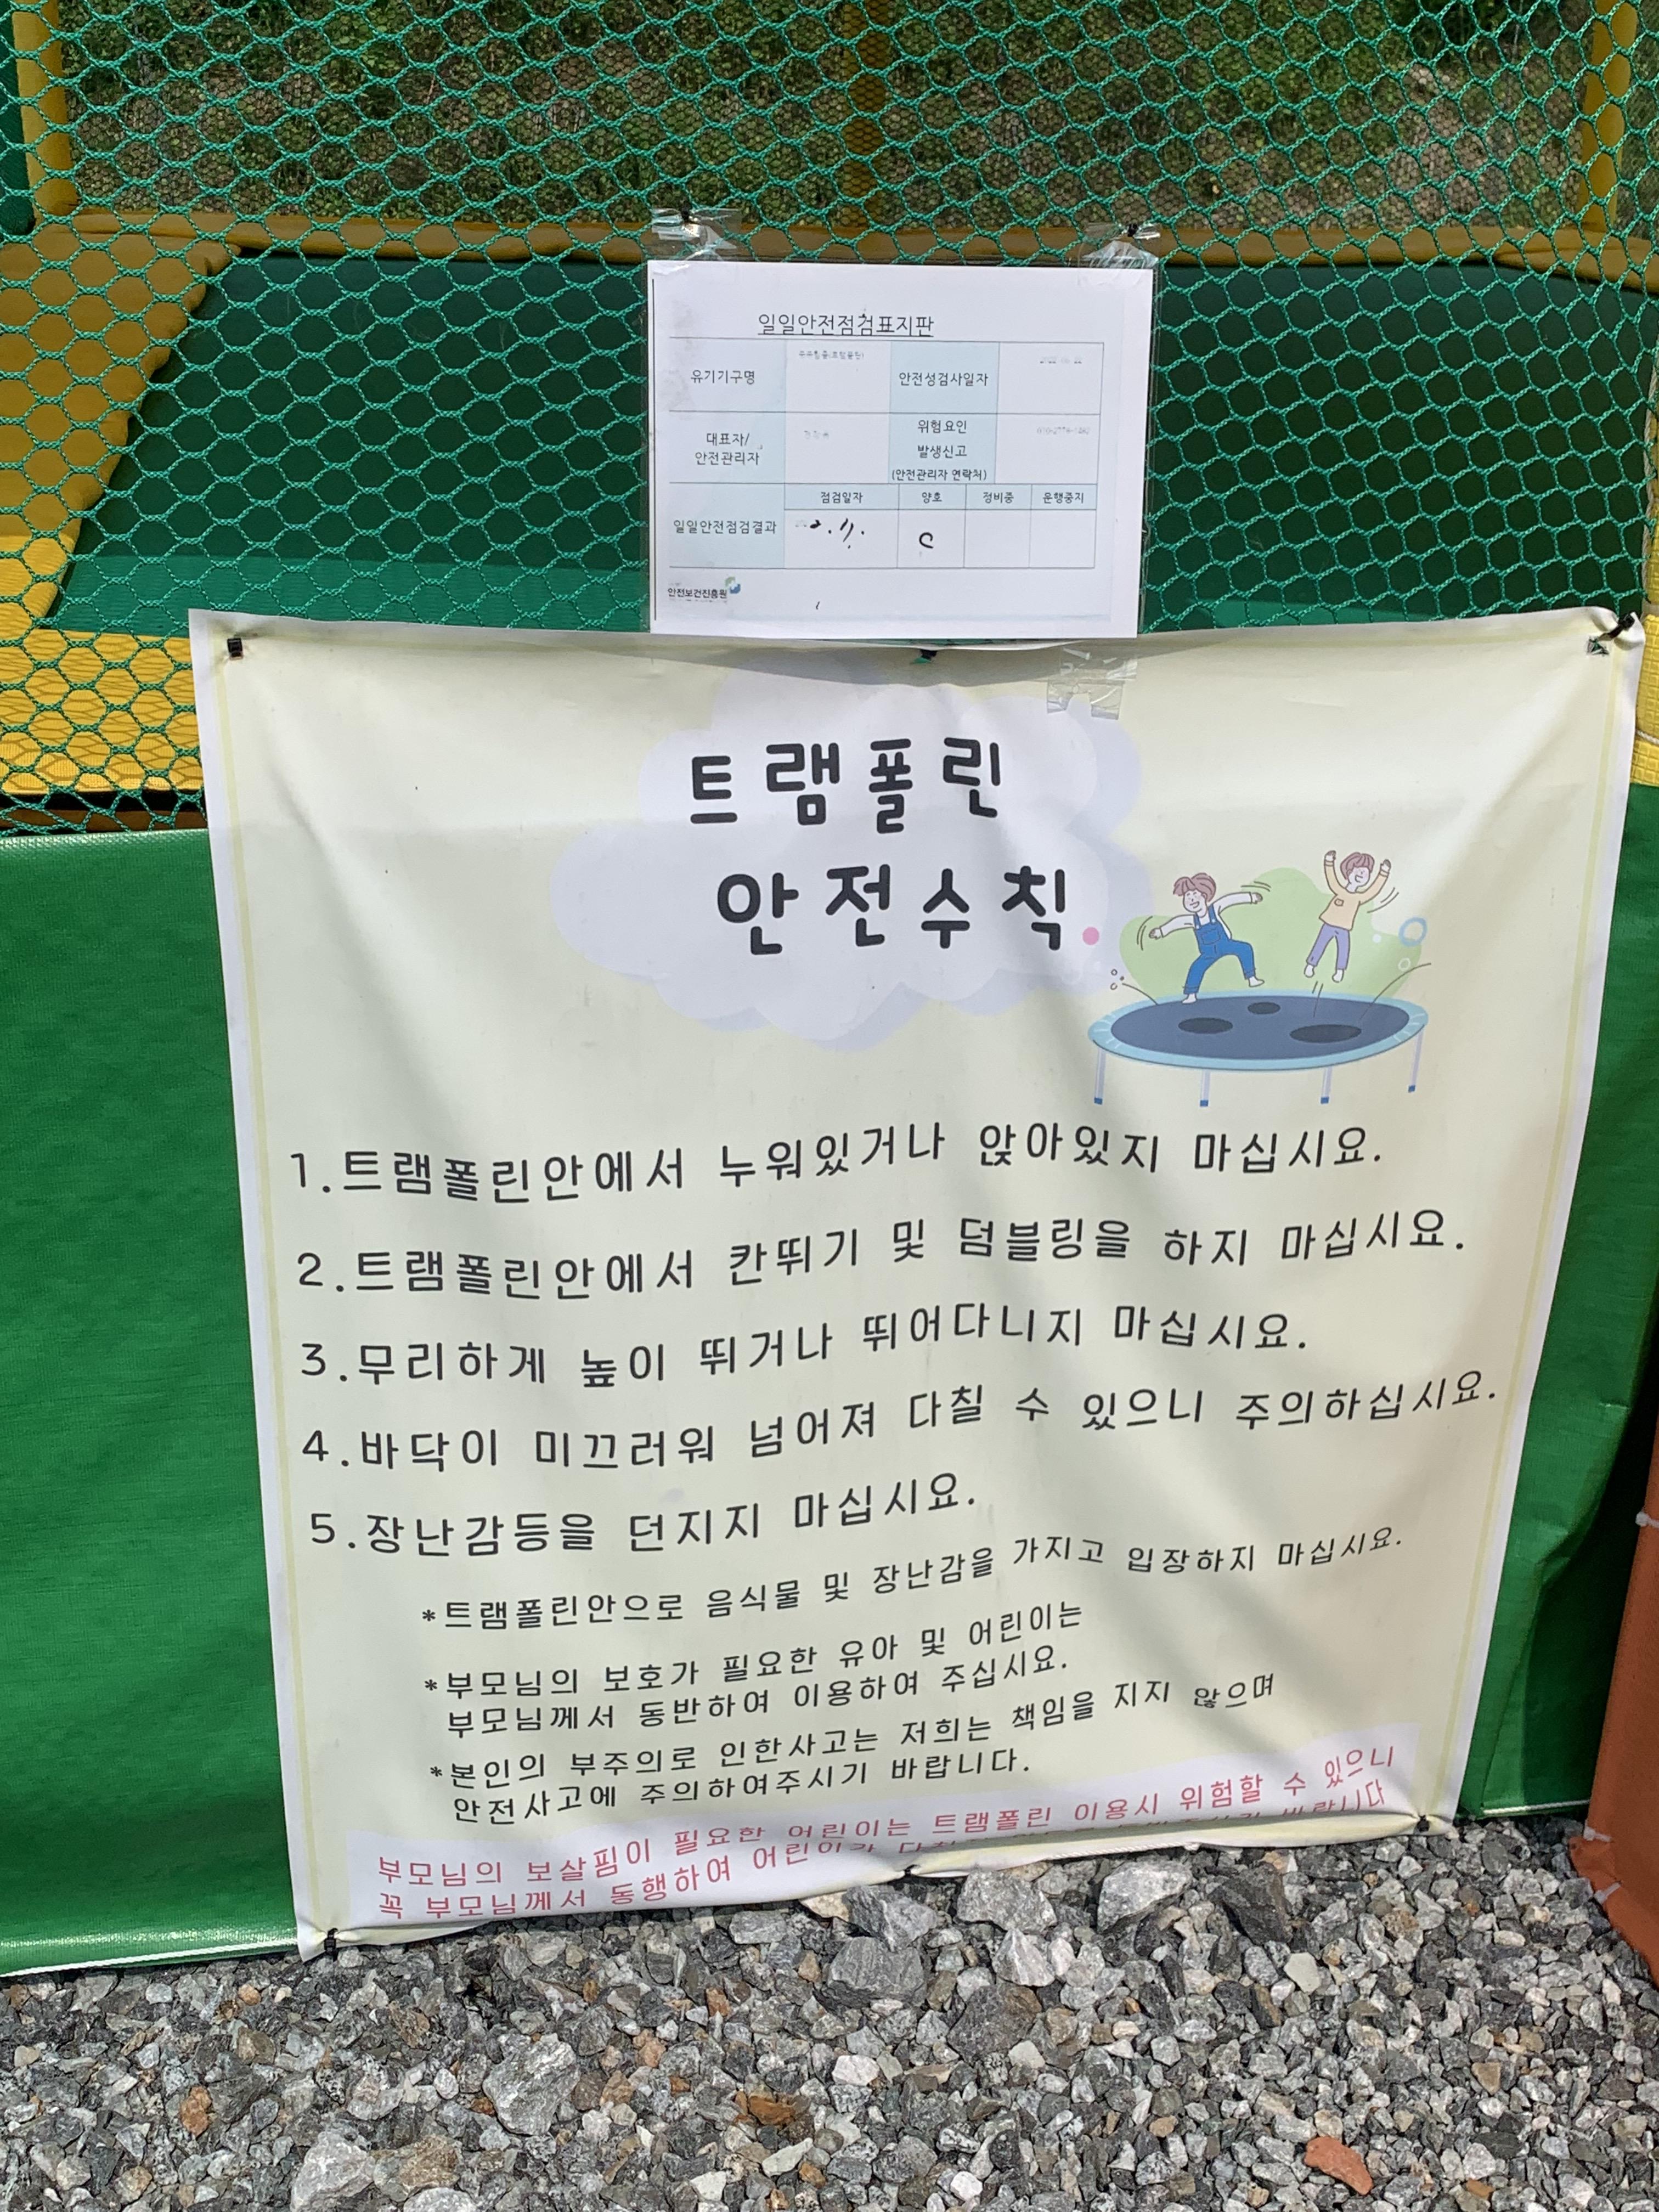 일일안전점검표지판
유기기구명
안전성검사일자
대표자/
안전관리자
위험요인
발생신고
(안전관리자 연락처)
점검일자 양호 정비중 운행중지
일일안전점검결과
안전보건진흥원
트램폴린
안전수칙
1.트램폴린안에서 누워있거나 앉아있지 마십시요.
2.트램폴린안에서 칸뛰기 및 덤블링을 하지 마십시요.
3.무리하게 높이 뛰거나 뛰어다니지 마십시요.
4.바닥이 미끄러워 넘어져 다칠 수 있으니 주의하십시요.
5.장난감등을 던지지 마십시요.
*트램폴린안으로 음식물 및 장난감을 가지고 입장하지 마십시요.
*부모님의 보호가 필요한 유아 및 어린이는
부모님께서 동반하여 이용하여 주십시요.
*본인의 부주의로 인한사고는 저희는 책임을 지지 않으며
안전사고에 주의하여주시기 바랍니다.
부모님의 보살핌이 필요한 어린이는 트램폴린 이용시 위험할 수 있으니
꼭 부모님께서 동행하여 어린이가 바랍니다